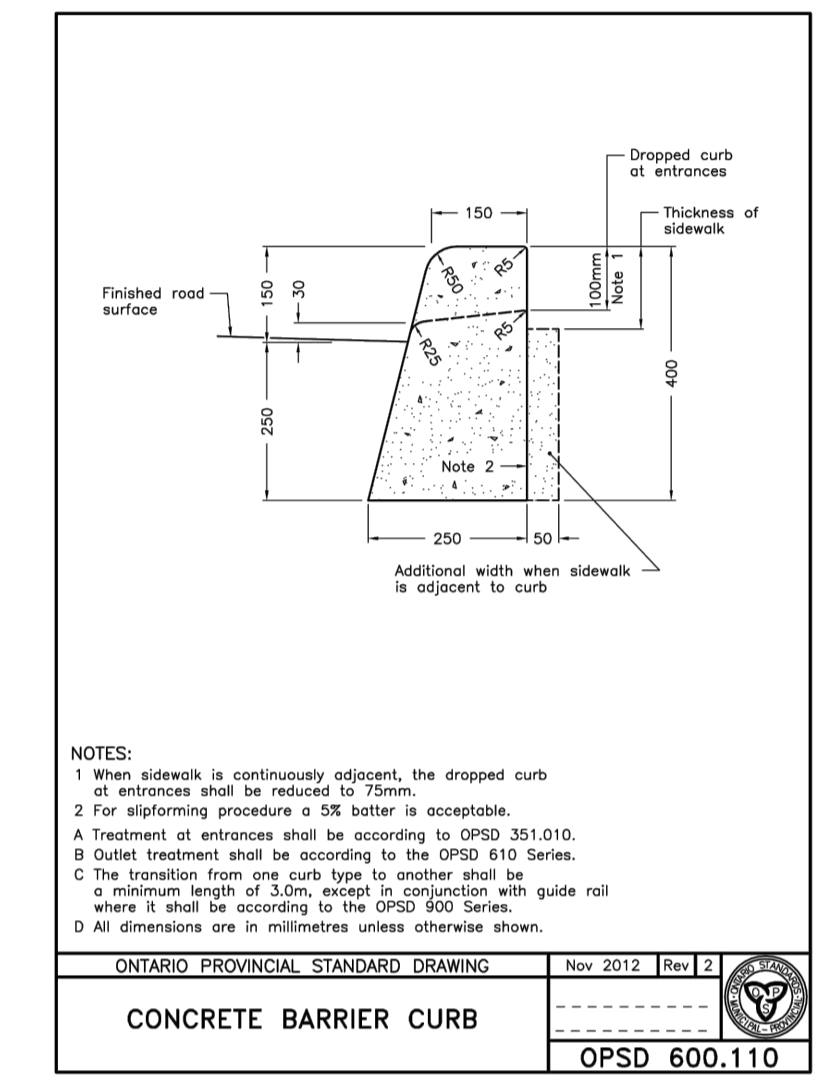 Dropped curb
at entrances
150
Thickness of
sidewalk
R50
R5
150
30
100mm
Note 1
Finished road
surface
R25
R5
400
250
Note 2
250
50
Additional width when sidewalk
is adjacent to curb
NOTES:
1 When sidewalk is continuously adjacent, the dropped curb
at entrances shall be reduced to 75mm.
2 For slipforming procedure a 5% batter is acceptable.
A Treatment at entrances shall be according to OPSD 351.010.
B Outlet treatment shall be according to the OPSD 610 Series.
C The transition from one curb type to another shall be
a minimum length of 3.0m, except in conjunction with guide rail
where it shall be according to the OPSD 900 Series.
D All dimensions are in millimetres unless otherwise shown.
ONTARIO PROVINCIAL STANDARD DRAWING
Nov 2012
Rev
2
CONCRETE BARRIER CURB
ONTARIO STANDARDS
MUNICIPAL-PROVINCIAL
O P S
OPSD 600.110